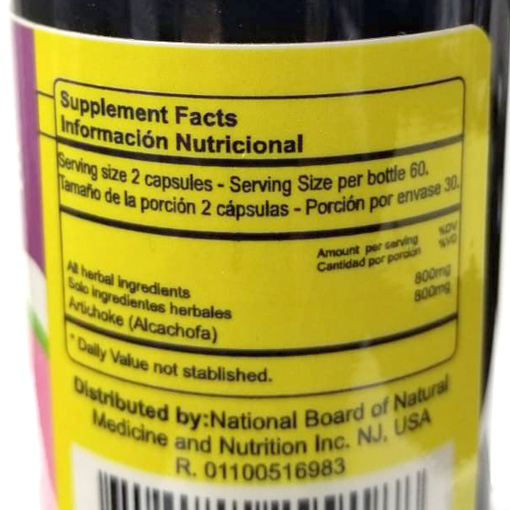 Supplement Facts
Información Nutricional
Serving size 2 capsules - Serving Size per bottle 60.
Tamaño de la porción 2 cápsulas - Porción por envase 30.
Amount per serving %DV
Cantidad por porcion %VD
All herbal ingredients 800mg
Solo ingredientes herbales 800mg
Artichoke (Alcachofa)
* Daily Value not stablished.
Distributed by:National Board of Natural
Medicine and Nutrition Inc. NJ, USA
R. 01100516983